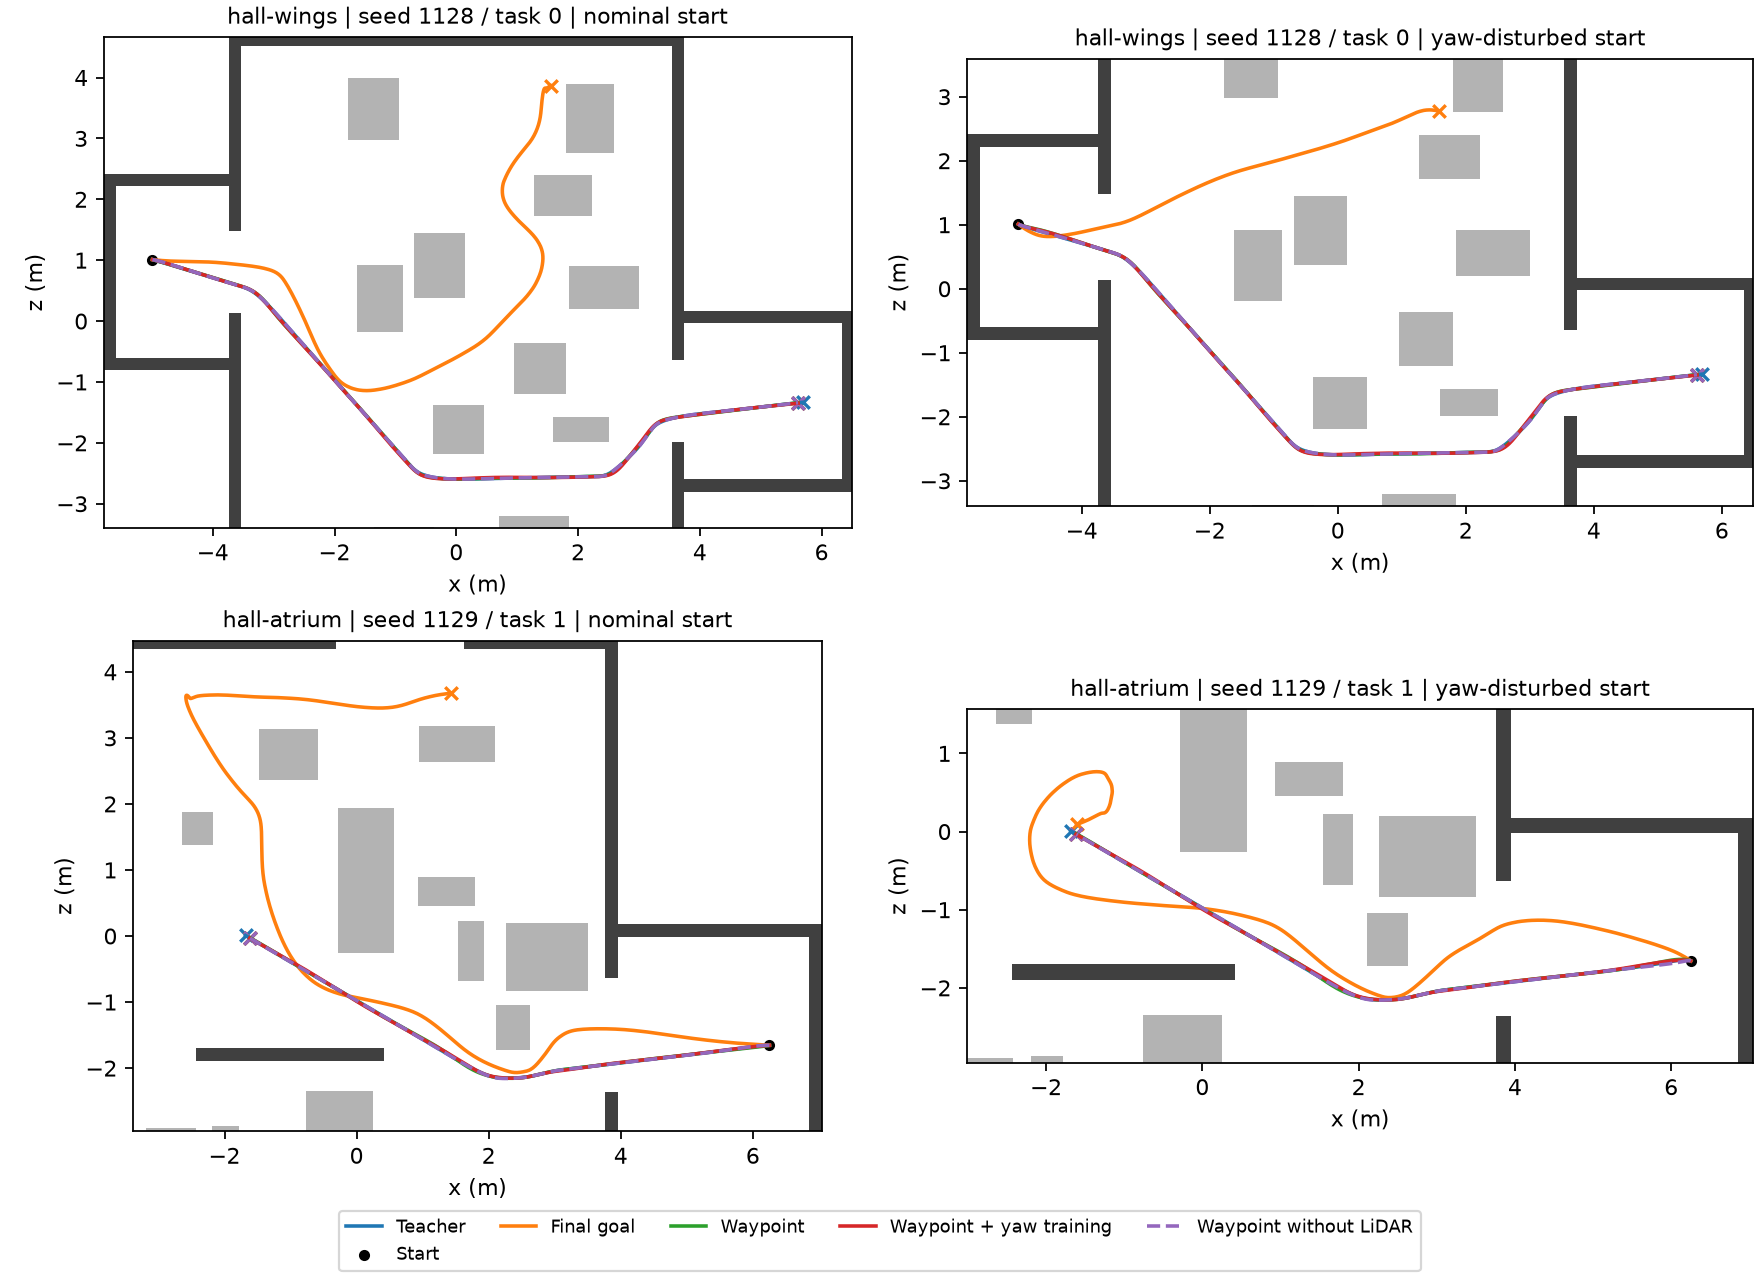 hall-wings | seed 1128 / task 0 | nominal start
4
3
2
1
0
−1
−2
−3
z (m)
−4
−2
0
2
4
6
x (m)
hall-wings | seed 1128 / task 0 | yaw-disturbed start
3
2
1
0
−1
−2
−3
z (m)
−4
−2
0
2
4
6
x (m)
hall-atrium | seed 1129 / task 1 | nominal start
4
3
2
1
0
−1
−2
z (m)
−2
0
2
4
6
x (m)
hall-atrium | seed 1129 / task 1 | yaw-disturbed start
1
0
−1
−2
z (m)
−2
0
2
4
6
x (m)
Teacher
Final goal
Waypoint
Waypoint + yaw training
Waypoint without LiDAR
Start